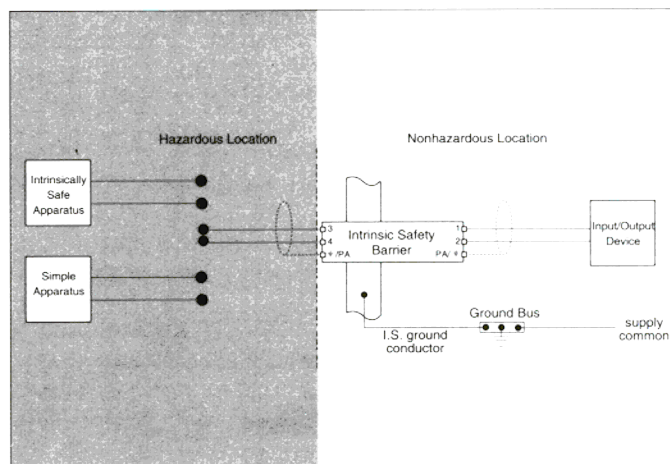 Hazardous Location
Nonhazardous Location
Intrinsically
Safe
Apparatus
Simple
Apparatus
3
4
/PA
Intrinsic Safety
Barrier
1
2
PA/
Input/Output
Device
Ground Bus
I.S. ground
conductor
supply
common